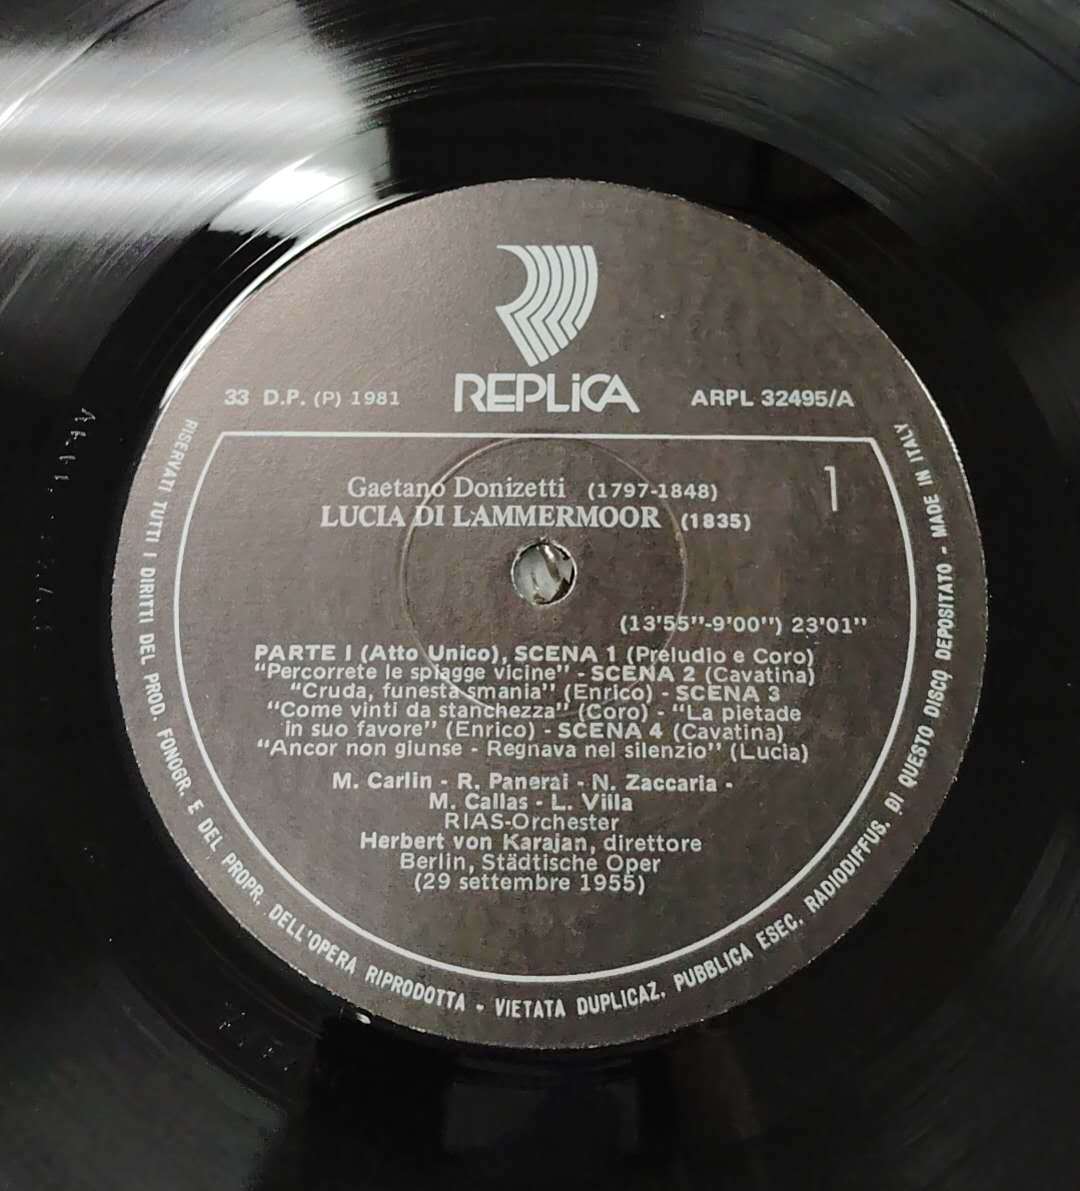 REPLiCA
33 D.P. (P) 1981
ARPL 32495/A
1
Gaetano Donizetti (1797-1848)
LUCIA DI LAMMERMOOR (1835)
(13'55"-9'00") 23'01"
PARTE I (Atto Unico), SCENA 1 (Preludio e Coro)
"Percorrete le spiagge vicine" - SCENA 2 (Cavatina)
"Cruda, funesta smania" (Enrico) - SCENA 3
"Come vinti da stanchezza" (Coro) - "La pietade
in suo favore" (Enrico) - SCENA 4 (Cavatina)
"Ancor non giunse - Regnava nel silenzio" (Lucia)
M. Carlin - R. Panerai - N. Zaccaria -
M. Callas - L. Villa
RIAS-Orchester
Herbert von Karajan, direttore
Berlin, Städtische Oper
(29 settembre 1955)
RISERVATI TUTTI I DIRITTI DEL PROD. FONOGR. E DEL PROPR. DELL'OPERA RIPRODOTTA - VIETATA DUPLICAZ. PUBBLICA ESEC. RADIODIFFUS. DI QUESTO DISCO DEPOSITATO - MADE IN ITALY